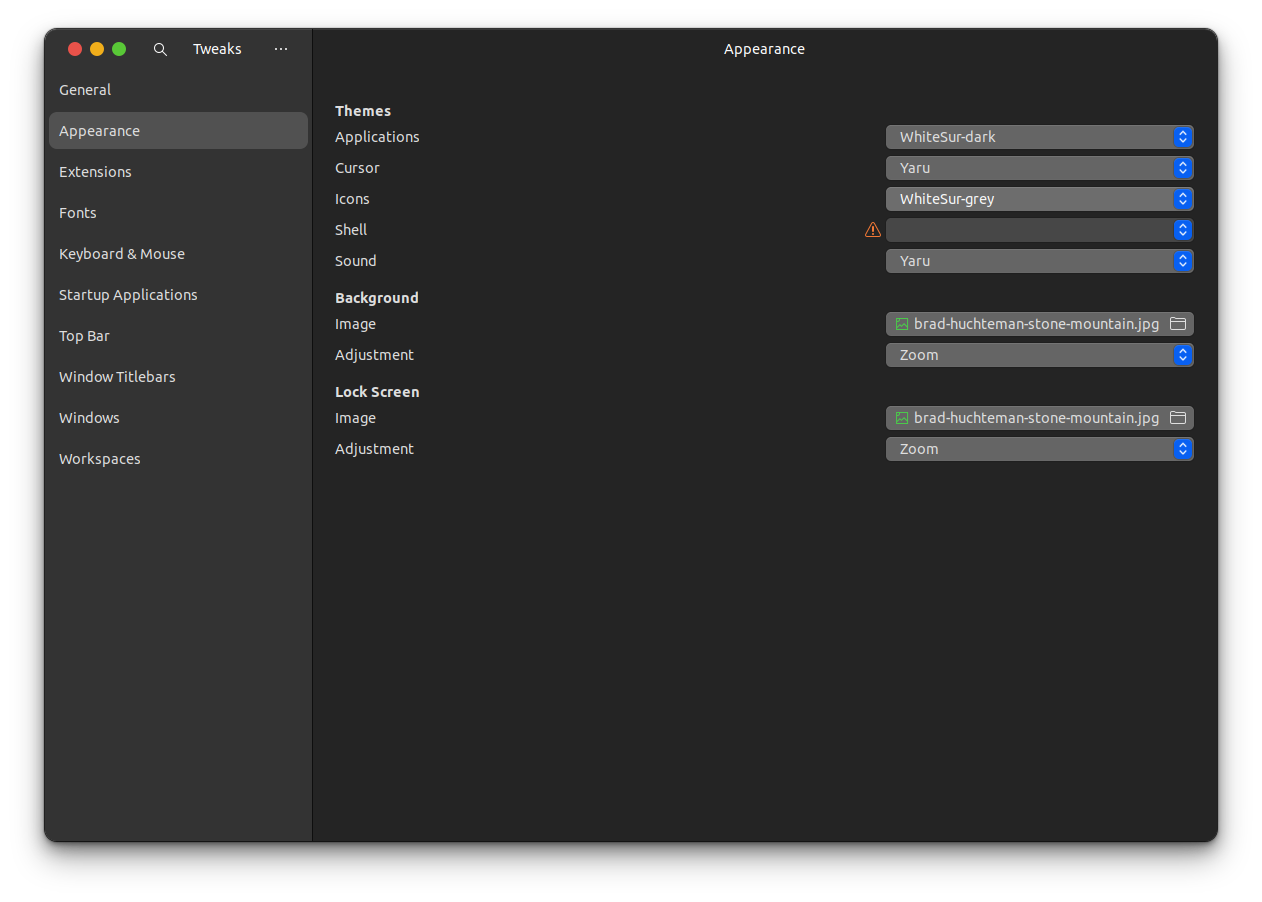 Tweaks
Appearance
General
Appearance
Extensions
Fonts
Keyboard & Mouse
Startup Applications
Top Bar
Window Titlebars
Windows
Workspaces
Themes
Applications WhiteSur-dark
Cursor Yaru
Icons WhiteSur-grey
Shell
Sound Yaru
Background
Image brad-huchteman-stone-mountain.jpg
Adjustment Zoom
Lock Screen
Image brad-huchteman-stone-mountain.jpg
Adjustment Zoom